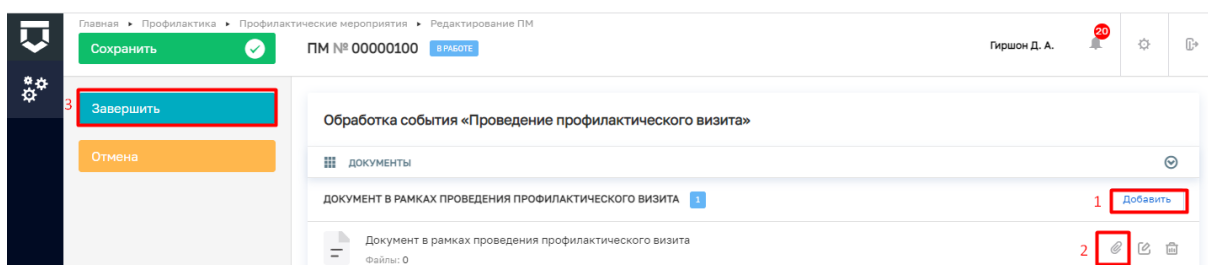 Главная ▸ Профилактика ▸ Профилактические мероприятия ▸ Редактирование ПМ
Сохранить
ПМ № 00000100 В РАБОТЕ
Гиршон Д. А.
20
3 Завершить
Отмена
Обработка события «Проведение профилактического визита»
ДОКУМЕНТЫ
ДОКУМЕНТ В РАМКАХ ПРОВЕДЕНИЯ ПРОФИЛАКТИЧЕСКОГО ВИЗИТА 1
1 Добавить
Документ в рамках проведения профилактического визита
Файлы: 0
2